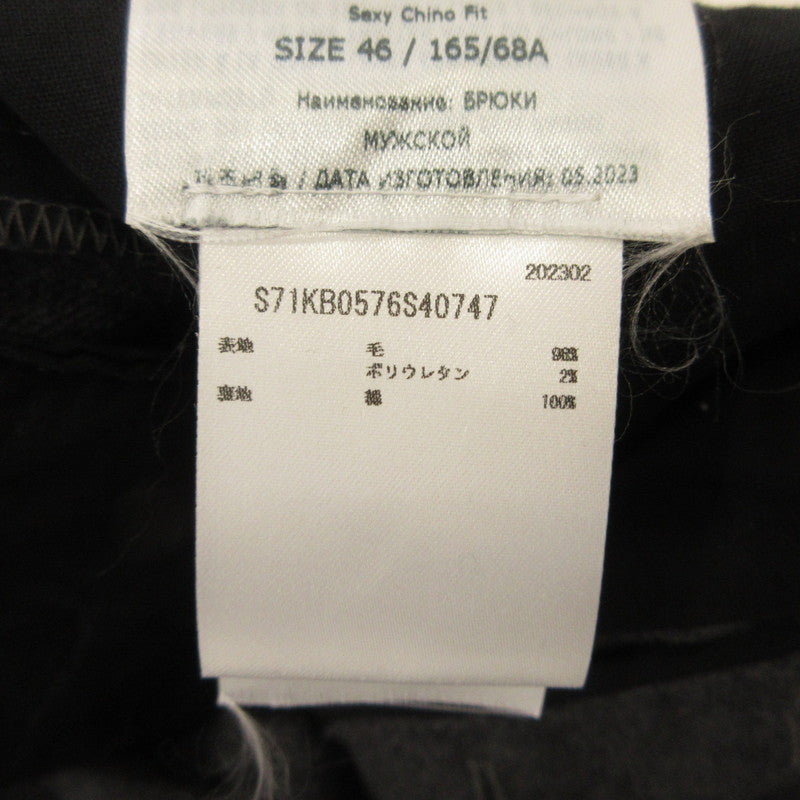 Sexy Chino Fit
SIZE 46 / 165/68A
Наименование: БРЮКИ
МУЖСКОЙ
/ ДАТА ИЗГОТОВЛЕНИЯ: 05.2023
202302
S71KB0576S40747
表地 毛 98%
ポリウレタン 2%
裏地 綿 100%